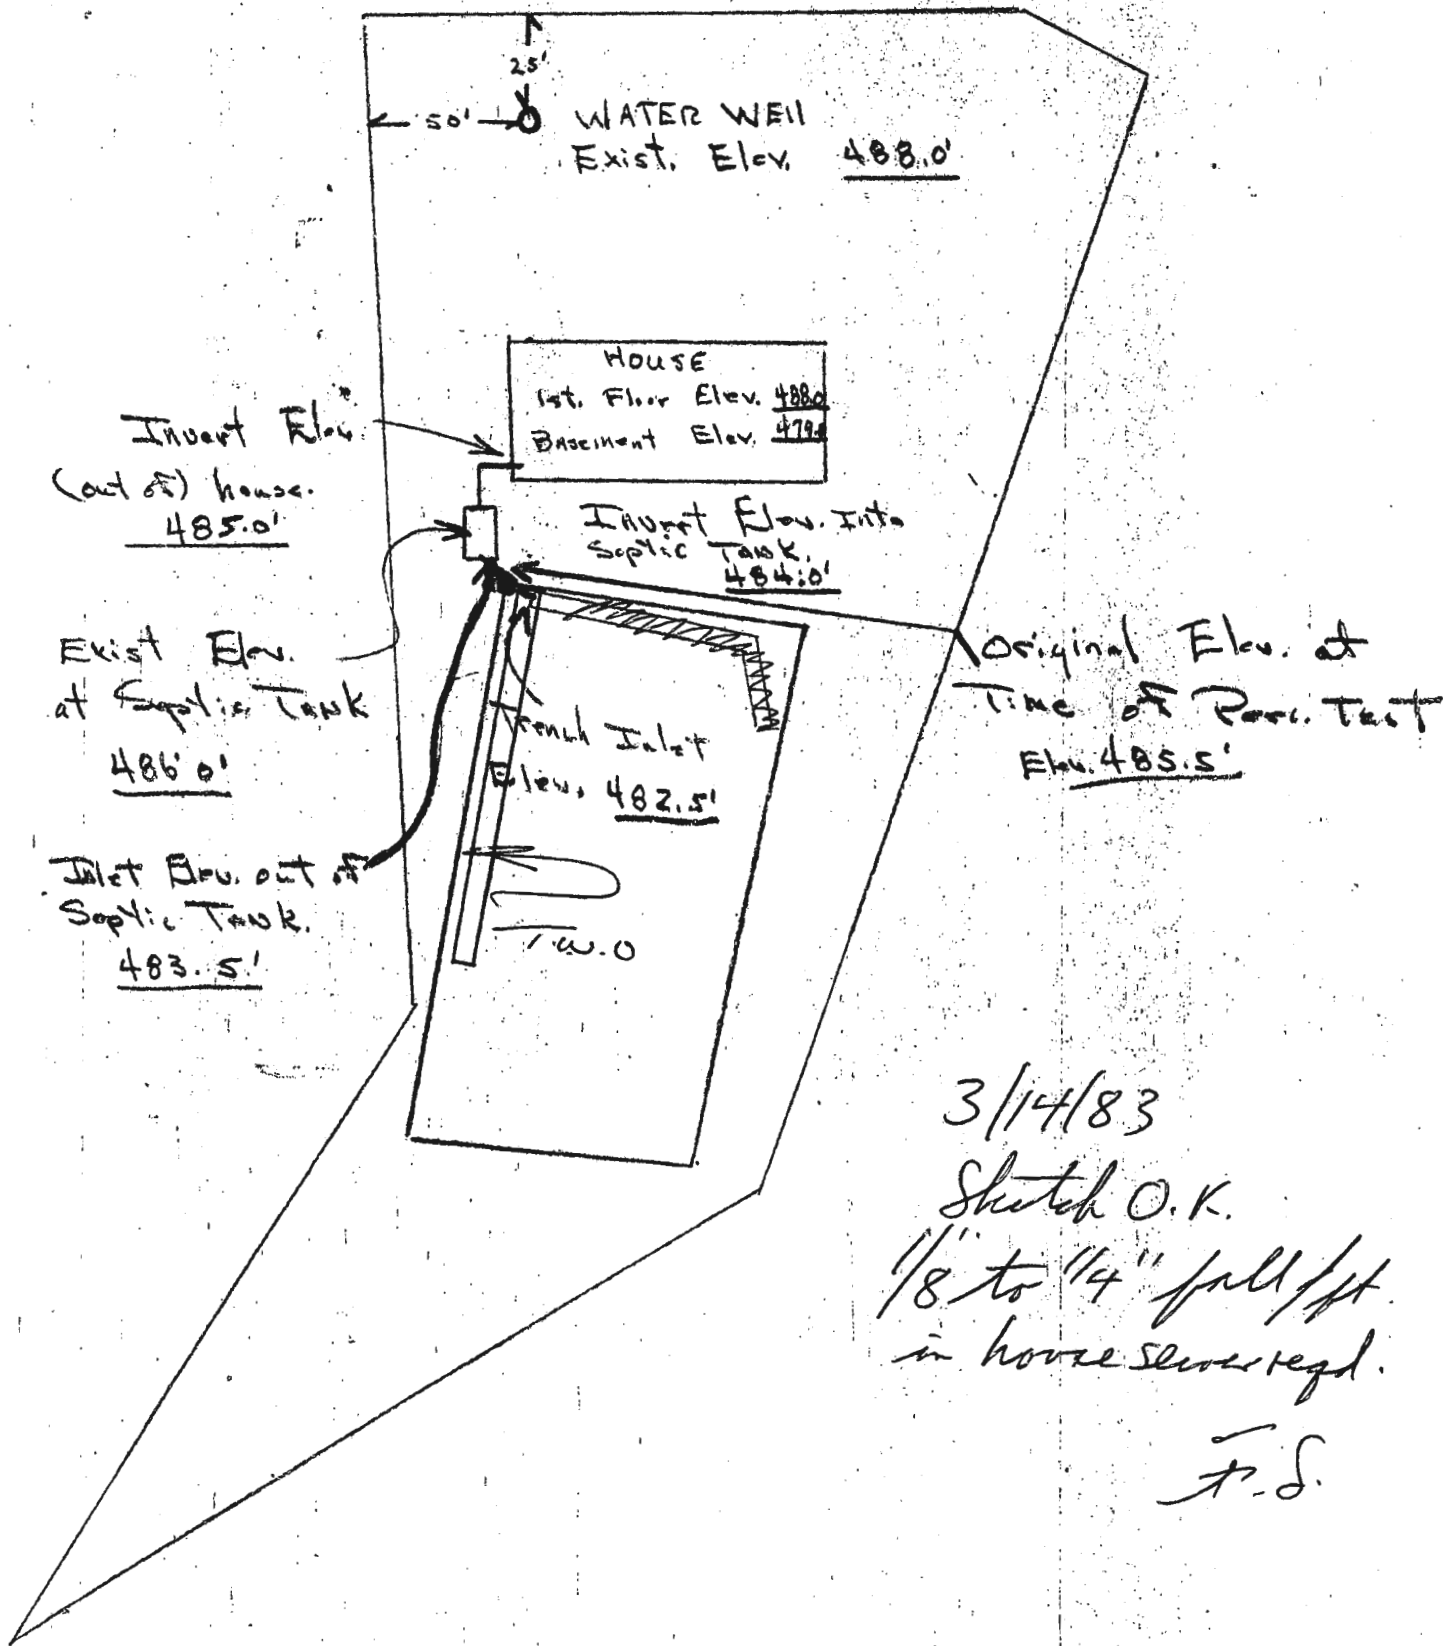 25'
50'
WATER WEll
Exist. Elev. 488.0'
HOUSE
1st. Floor Elev. 488.0
Basement Elev. 479.0
Invert Elev.
(out of) house.
485.0'
Invert Elev. Into
Septic Tank.
484.0'
Exist Elev.
at Septic Tank
486.0'
Original Elev. at
Time of Perc. Test
Elev. 485.5'
Trench Inlet
Elev. 482.5'
Inlet Elev. out of
Septic Tank.
483.5'
3/14/83
Sketch O.K.
1/8" to 1/4" fall/ft.
in house sewer reqd.